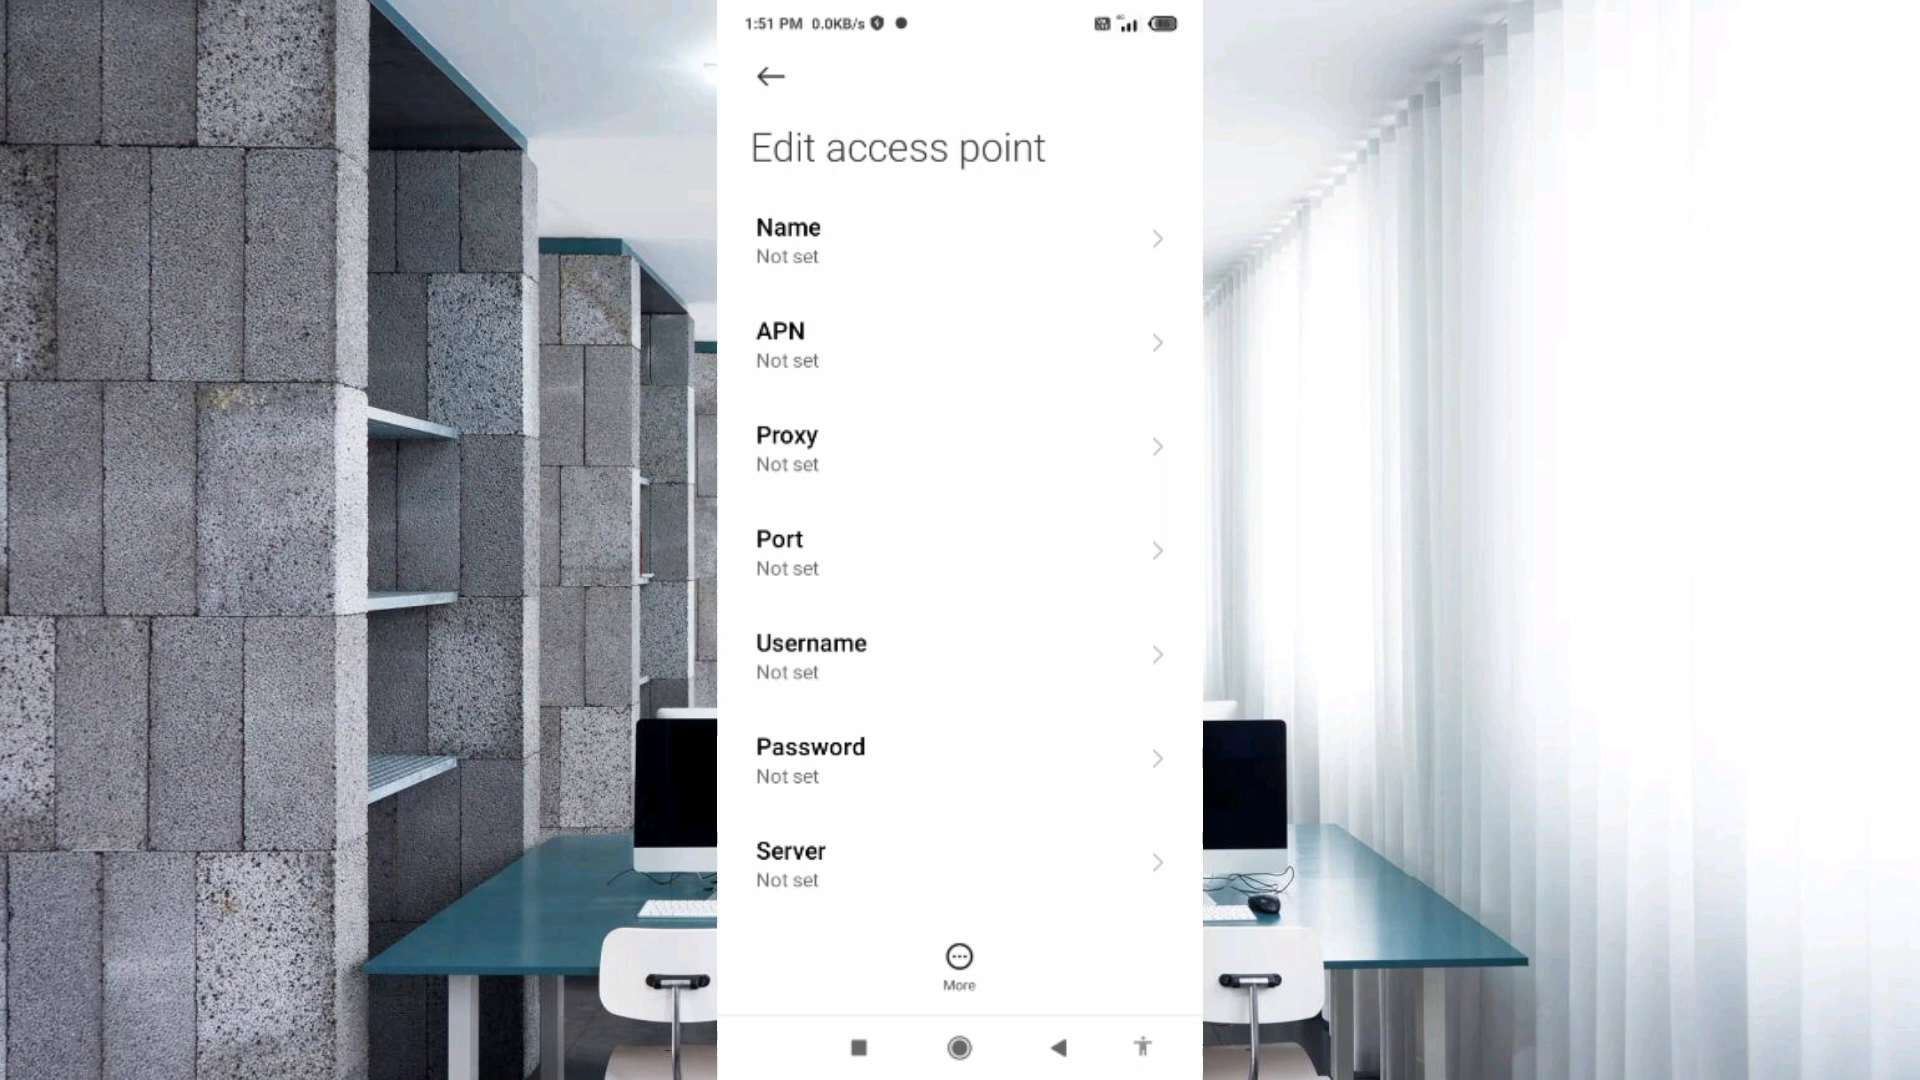 1:51 PM 0.0KB/s
Edit access point
Name
Not set
APN
Not set
Proxy
Not set
Port
Not set
Username
Not set
Password
Not set
Server
Not set
More